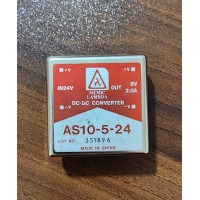 +V +V
NEMIC
LAMBDA
IN24V OUT 5V
2.0A
-V -V
DC-DC CONVERTER
AS10-5-24
LOT NO. 351896
MADE IN JAPAN